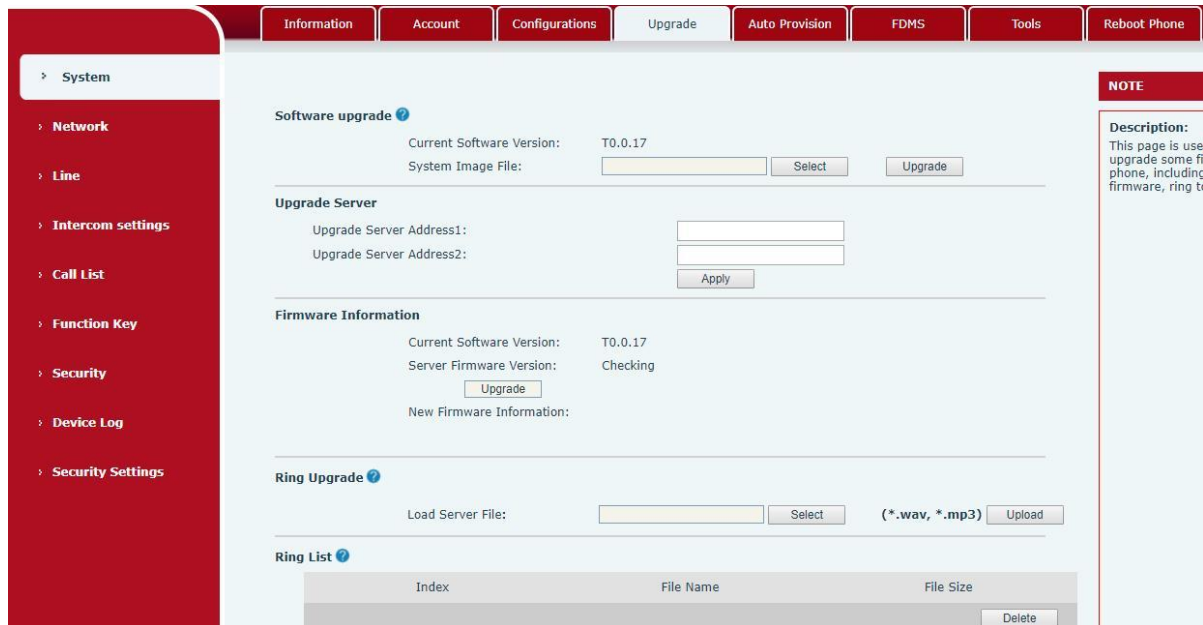 Information Account Configurations Upgrade Auto Provision FDMS Tools Reboot Phone
System
Network
Line
Intercom settings
Call List
Function Key
Security
Device Log
Security Settings
Software upgrade
Current Software Version: T0.0.17
System Image File: Select Upgrade
Upgrade Server
Upgrade Server Address1:
Upgrade Server Address2:
Apply
Firmware Information
Current Software Version: T0.0.17
Server Firmware Version: Checking
Upgrade
New Firmware Information:
Ring Upgrade
Load Server File: Select (*.wav, *.mp3) Upload
Ring List
Index File Name File Size
Delete
NOTE
Description:
This page is use
upgrade some fi
phone, including
firmware, ring t